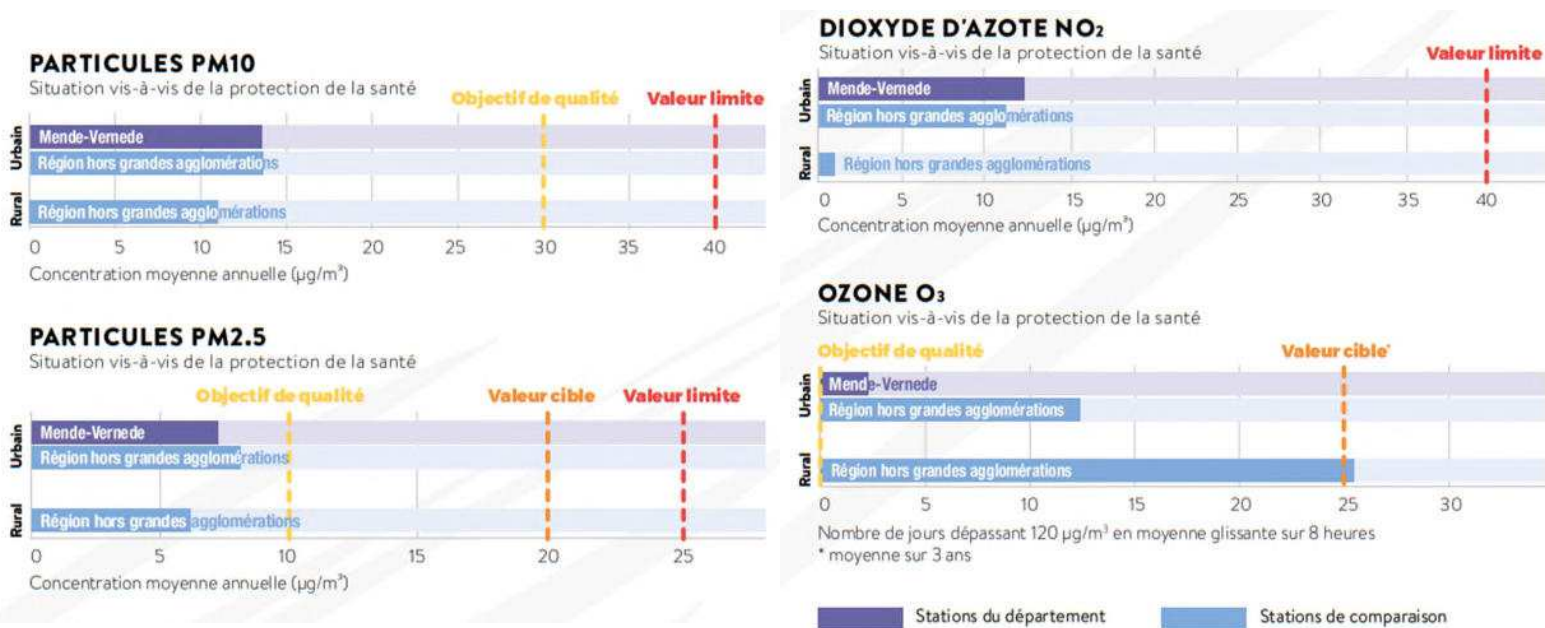 PARTICULES PM10
Situation vis-à-vis de la protection de la santé
Objectif de qualité
Valeur limite
Urbain
Mende-Vernede
Région hors grandes agglomérations
Rural
Région hors grandes agglomérations
0 5 10 15 20 25 30 35 40
Concentration moyenne annuelle (µg/m³)
PARTICULES PM2.5
Situation vis-à-vis de la protection de la santé
Objectif de qualité
Valeur cible
Valeur limite
Urbain
Mende-Vernede
Région hors grandes agglomérations
Rural
Région hors grandes agglomérations
0 5 10 15 20 25
Concentration moyenne annuelle (µg/m³)
DIOXYDE D'AZOTE NO₂
Situation vis-à-vis de la protection de la santé
Valeur limite
Urbain
Mende-Vernede
Région hors grandes agglomérations
Rural
Région hors grandes agglomérations
0 5 10 15 20 25 30 35 40
Concentration moyenne annuelle (µg/m³)
OZONE O₃
Situation vis-à-vis de la protection de la santé
Objectif de qualité
Valeur cible*
Urbain
Mende-Vernede
Région hors grandes agglomérations
Rural
Région hors grandes agglomérations
0 5 10 15 20 25 30
Nombre de jours dépassant 120 µg/m³ en moyenne glissante sur 8 heures
* moyenne sur 3 ans
Stations du département
Stations de comparaison